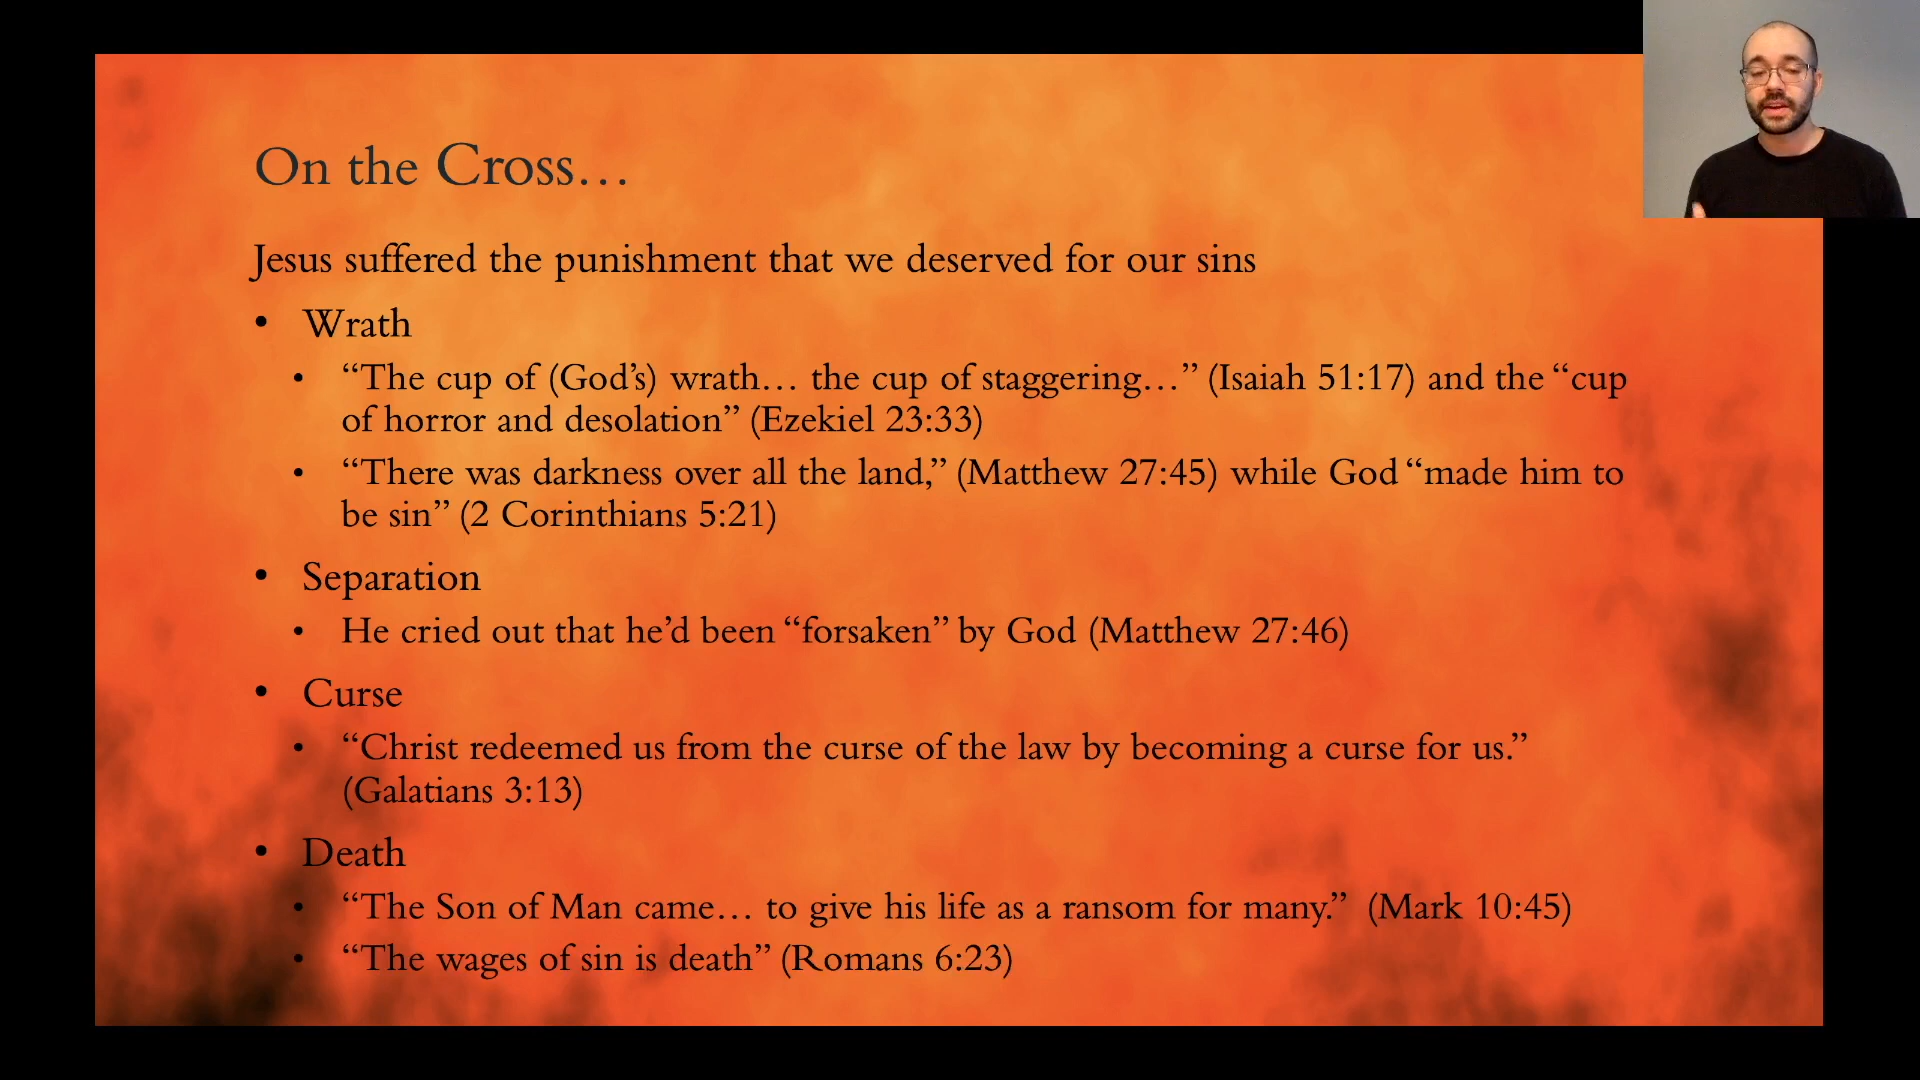 On the Cross…
Jesus suffered the punishment that we deserved for our sins
• Wrath
• “The cup of (God’s) wrath… the cup of staggering…” (Isaiah 51:17) and the “cup
of horror and desolation” (Ezekiel 23:33)
• “There was darkness over all the land,” (Matthew 27:45) while God “made him to
be sin” (2 Corinthians 5:21)
• Separation
• He cried out that he’d been “forsaken” by God (Matthew 27:46)
• Curse
• “Christ redeemed us from the curse of the law by becoming a curse for us.”
(Galatians 3:13)
• Death
• “The Son of Man came… to give his life as a ransom for many.” (Mark 10:45)
• “The wages of sin is death” (Romans 6:23)